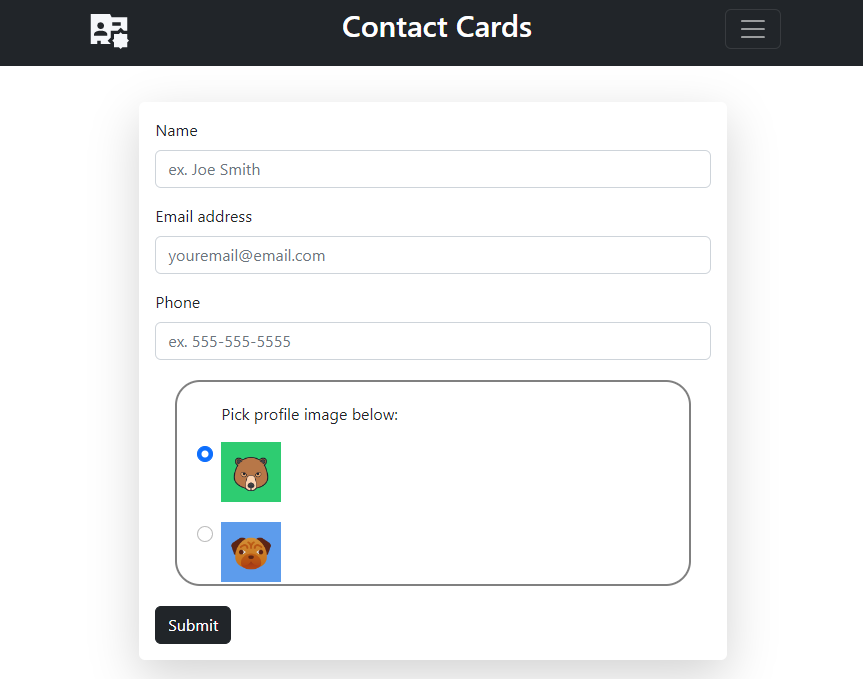 Contact Cards
Name
ex. Joe Smith
Email address
youremail@email.com
Phone
ex. 555-555-5555
Pick profile image below:
Submit